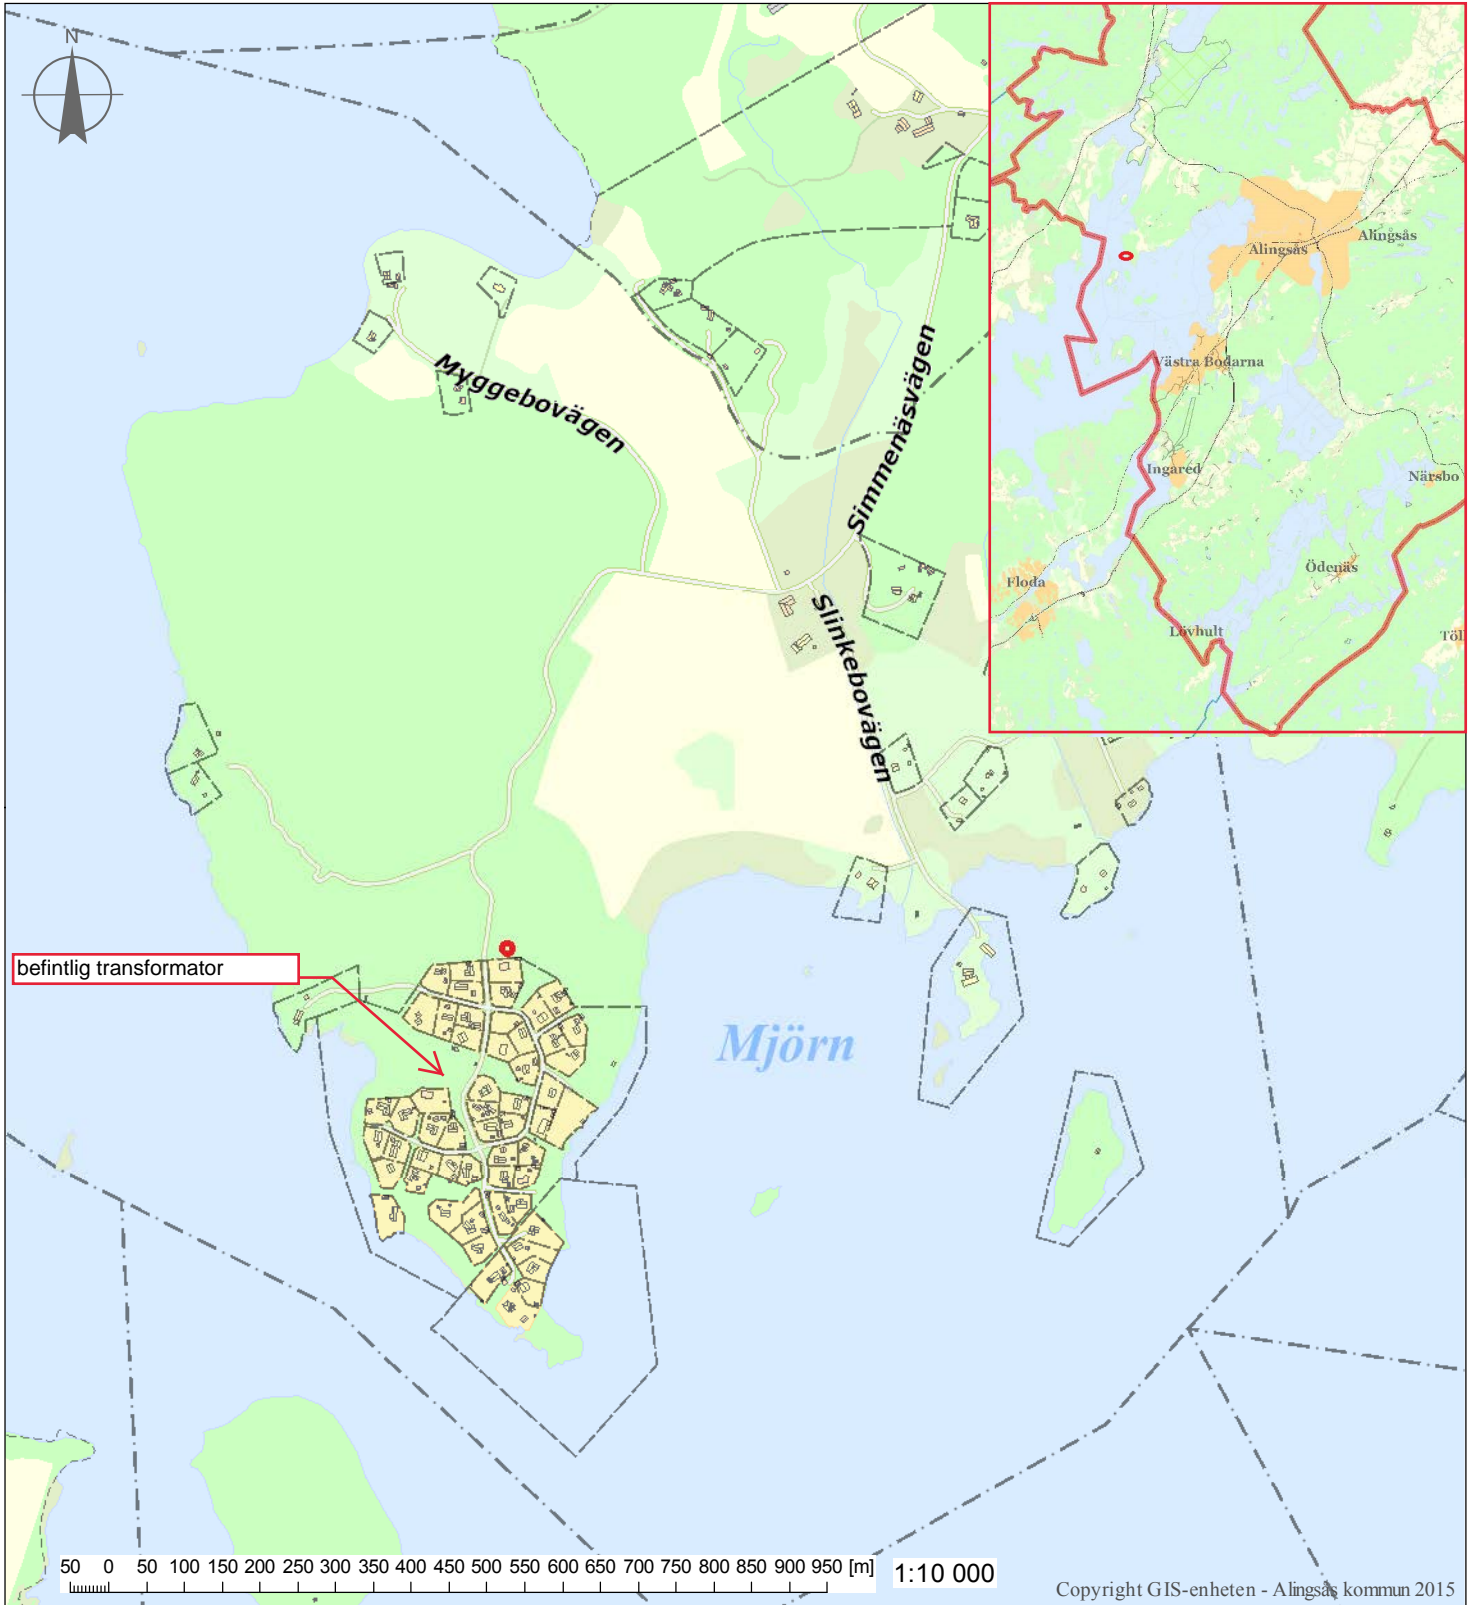 N
Alingsås
Alingsås
Västra Bodarna
Ingared
Närsbo
Floda
Ödenäs
Lövhult
Töll
Myggebovägen
Simmenäsvägen
Slinkebovägen
befintlig transformator
Mjörn
50 0 50 100 150 200 250 300 350 400 450 500 550 600 650 700 750 800 850 900 950 [m]
1:10 000
Copyright GIS-enheten - Alingsås kommun 2015